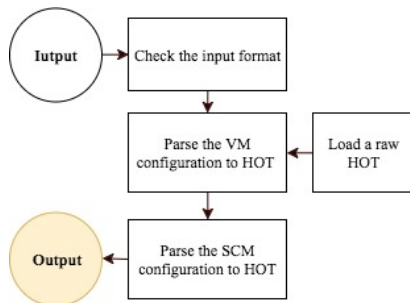 Iutput
Check the input format
Parse the VM
configuration to HOT
Load a raw
HOT
Output
Parse the SCM
configuration to HOT